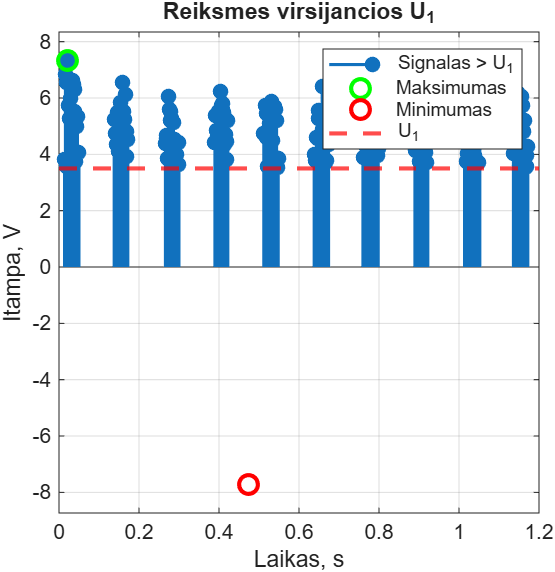 Reiksmes virsijancios U1
Signalas > U1
Maksimumas
Minimumas
U1
Itampa, V
8
6
4
2
0
-2
-4
-6
-8
0
0.2
0.4
0.6
0.8
1
1.2
Laikas, s